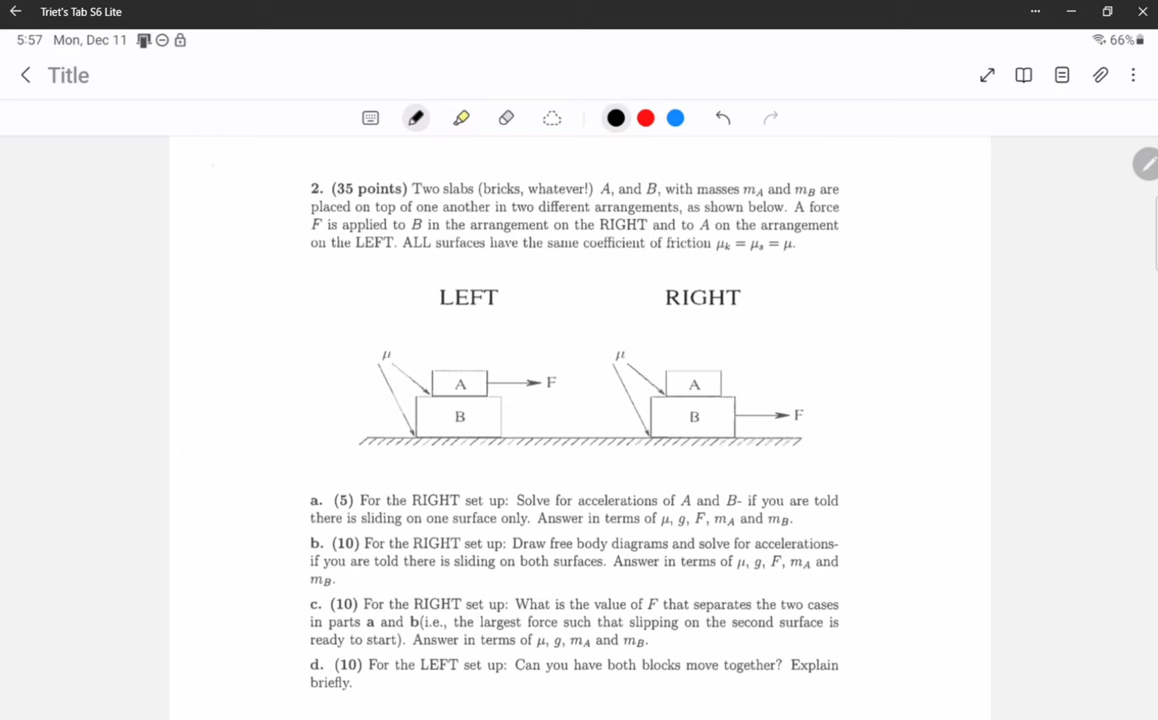 Triet's Tab S6 Lite
5:57 Mon, Dec 11
66%
Title
2. (35 points) Two slabs (bricks, whatever!) A, and B, with masses m_A and m_B are
placed on top of one another in two different arrangements, as shown below. A force
F is applied to B in the arrangement on the RIGHT and to A on the arrangement
on the LEFT. ALL surfaces have the same coefficient of friction μ_k = μ_s = μ.
LEFT RIGHT
μ μ
A F A
B B F
a. (5) For the RIGHT set up: Solve for accelerations of A and B- if you are told
there is sliding on one surface only. Answer in terms of μ, g, F, m_A and m_B.
b. (10) For the RIGHT set up: Draw free body diagrams and solve for accelerations-
if you are told there is sliding on both surfaces. Answer in terms of μ, g, F, m_A and
m_B.
c. (10) For the RIGHT set up: What is the value of F that separates the two cases
in parts a and b(i.e., the largest force such that slipping on the second surface is
ready to start). Answer in terms of μ, g, m_A and m_B.
d. (10) For the LEFT set up: Can you have both blocks move together? Explain
briefly.